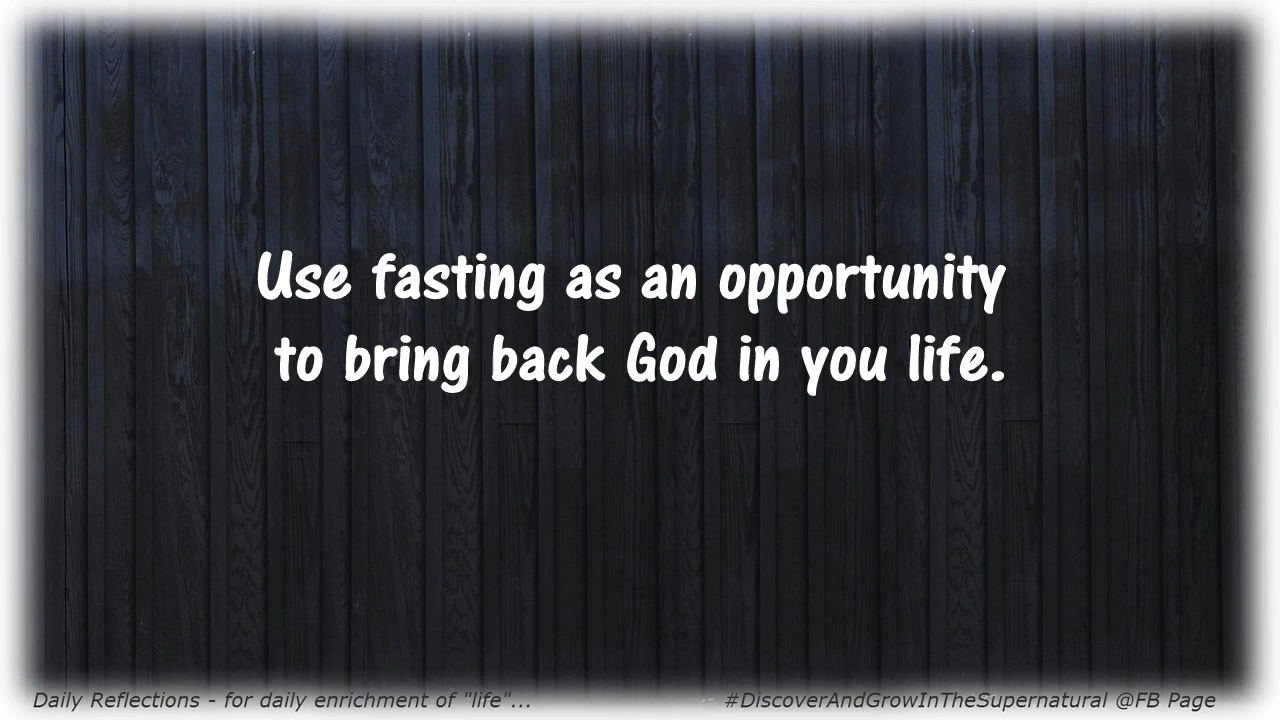 Use fasting as an opportunity
to bring back God in you life.
Daily Reflections - for daily enrichment of "life"...
#DiscoverAndGrowInTheSupernatural @FB Page